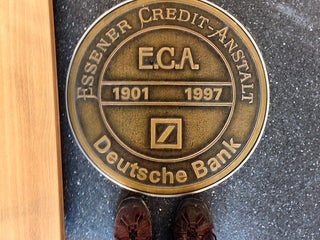 ESSENER CREDIT-ANSTALT
E.C.A.
1901 1997
Deutsche Bank